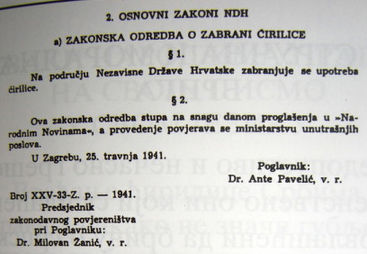 2. OSNOVNI ZAKONI NDH
a) ZAKONSKA ODREDBA O ZABRANI ĆIRILICE
§ 1.
Na području Nezavisne Države Hrvatske zabranjuje se upotreba
ćirilice.
§ 2.
Ova zakonska odredba stupa na snagu danom proglašenja u »Na-
rodnim Novinama«, a provedenje povjerava se ministarstvu unutrašnjih
poslova.
U Zagrebu, 25. travnja 1941.
Poglavnik:
Dr. Ante Pavelić, v. r.
Broj XXV-33-Z. p. — 1941.
Predsjednik
zakonodavnog povjereništva
pri Poglavniku:
Dr. Milovan Žanić, v. r.